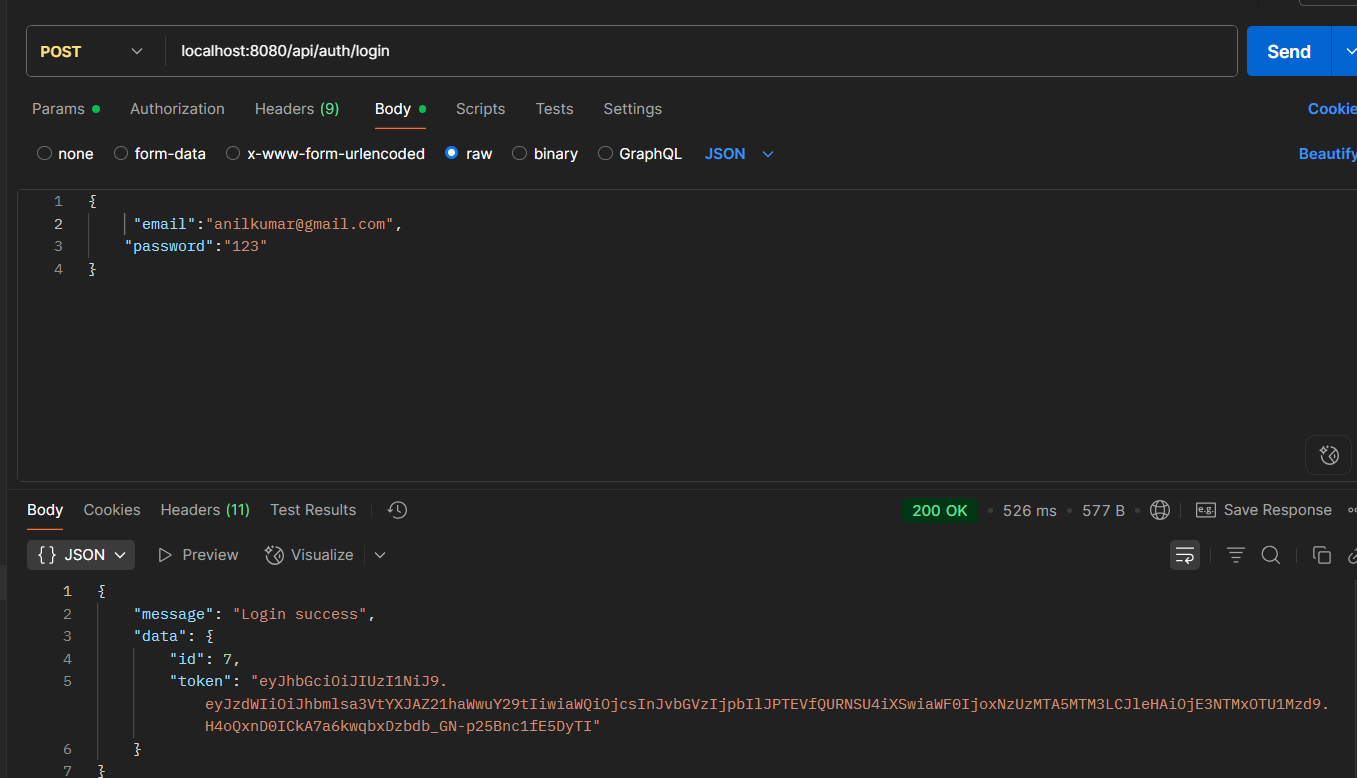 POST localhost:8080/api/auth/login Send
Params Authorization Headers (9) Body Scripts Tests Settings Cookie
none form-data x-www-form-urlencoded raw binary GraphQL JSON Beautify
1 {
2 "email":"anilkumar@gmail.com",
3 "password":"123"
4 }
Body Cookies Headers (11) Test Results 200 OK • 526 ms • 577 B • e.g. Save Response
{} JSON Preview Visualize
1 {
2 "message": "Login success",
3 "data": {
4 "id": 7,
5 "token": "eyJhbGciOiJIUzI1NiJ9.
eyJzdWIiOiJhbmlsa3VtYXJAZ21haWwuY29tIiwiaWQiOjcsInJvbGVzIjpbIlJPTEVfQURNSU4iXSwiaWF0IjoxNzUzMTA5MTM3LCJleHAiOjE3NTMxOTU1Mzd9.
H4oQxnD0ICkA7a6kwqbxDzbdb_GN-p25Bnc1fE5DyTI"
6 }
7 }